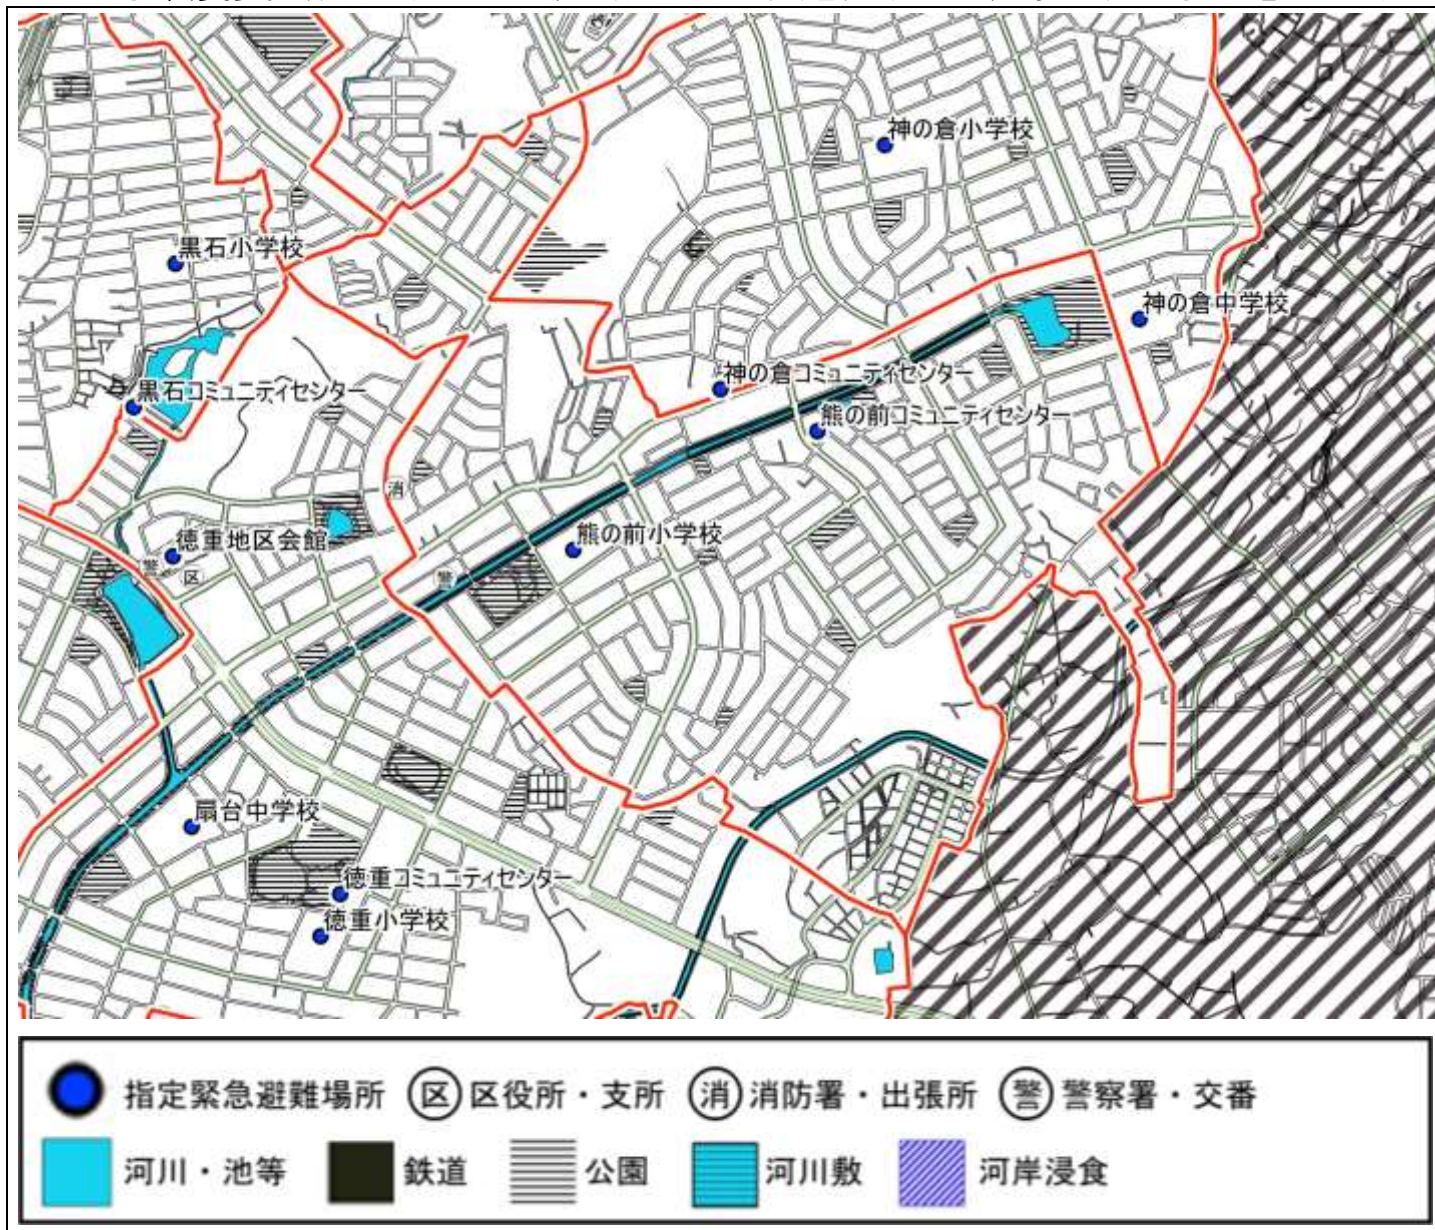 神の倉小学校
黒石小学校
神の倉中学校
神の倉コミュニティセンター
黒石コミュニティセンター
熊の前コミュニティセンター
消
熊の前小学校
徳重地区会館
警
区
警
扇台中学校
徳重コミュニティセンター
徳重小学校
指定緊急避難場所 区 区役所・支所 消 消防署・出張所 警 警察署・交番
河川・池等 鉄道 公園 河川敷 河岸浸食